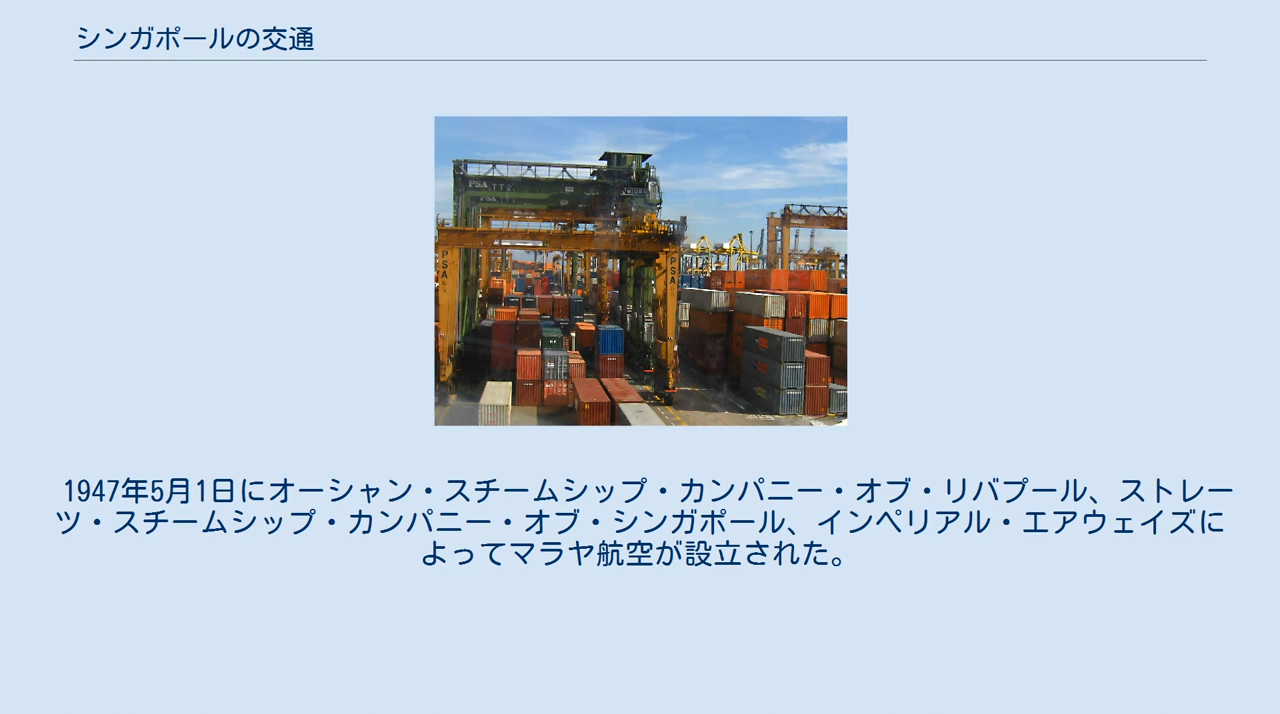 シンガポールの交通
PSA TT2
PSA
PSA
1947年5月1日にオーシャン・スチームシップ・カンパニー・オブ・リバプール、ストレー
ツ・スチームシップ・カンパニー・オブ・シンガポール、インペリアル・エアウェイズに
よってマラヤ航空が設立された。